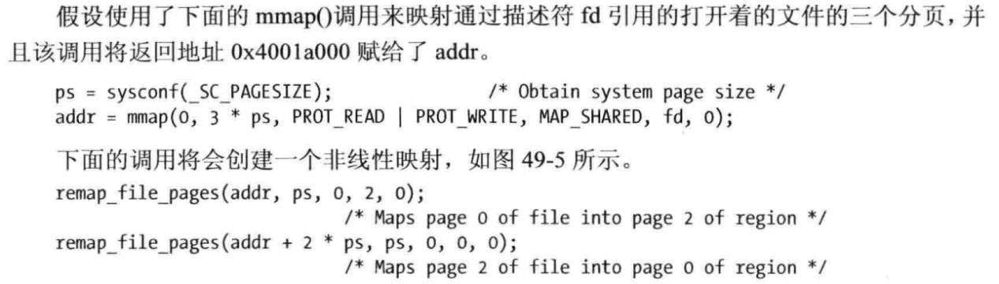 假设使用了下面的 mmap()调用来映射通过描述符 fd 引用的打开着的文件的三个分页，并
且该调用将返回地址 0x4001a000 赋给了 addr。
ps = sysconf(_SC_PAGESIZE); /* Obtain system page size */
addr = mmap(0, 3 * ps, PROT_READ | PROT_WRITE, MAP_SHARED, fd, 0);
下面的调用将会创建一个非线性映射，如图 49-5 所示。
remap_file_pages(addr, ps, 0, 2, 0);
/* Maps page 0 of file into page 2 of region */
remap_file_pages(addr + 2 * ps, ps, 0, 0, 0);
/* Maps page 2 of file into page 0 of region */